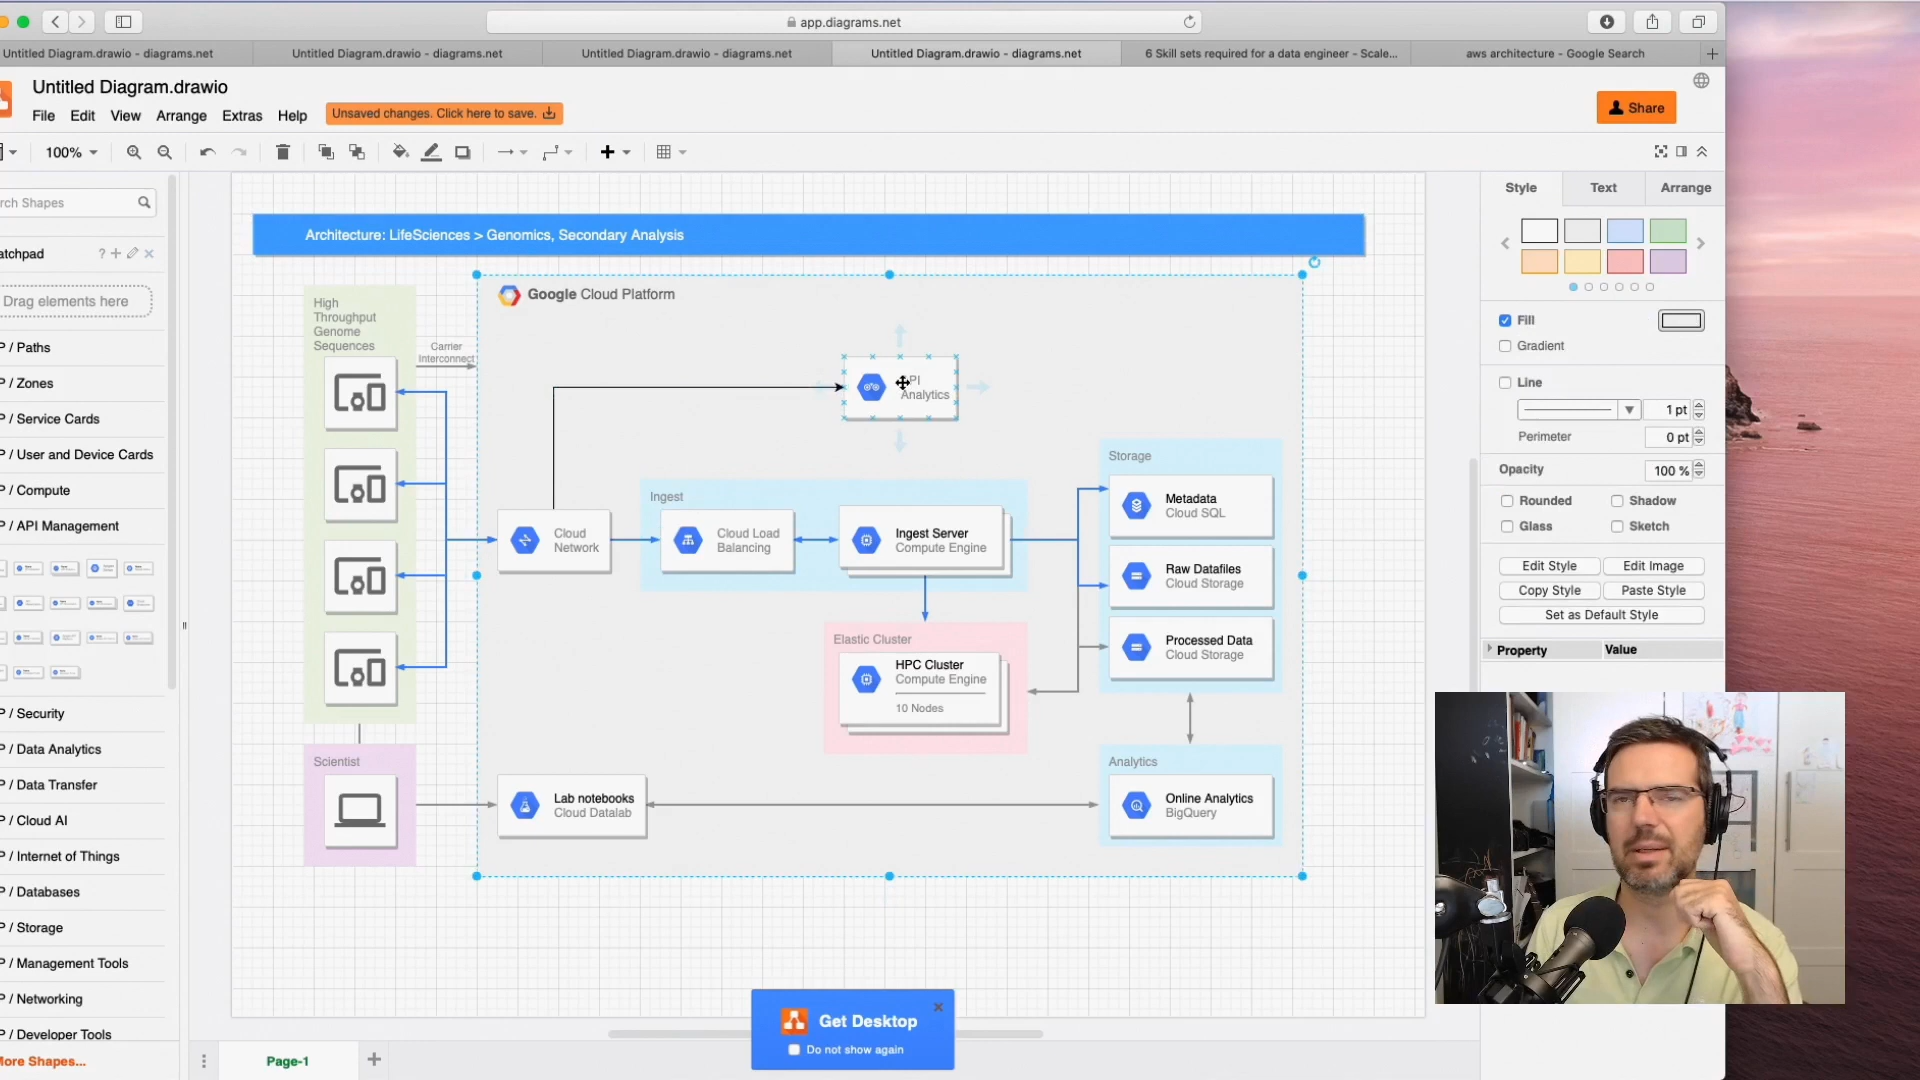 app.diagrams.net
Untitled Diagram.drawio - diagrams.net
Untitled Diagram.drawio - diagrams.net
Untitled Diagram.drawio - diagrams.net
Untitled Diagram.drawio - diagrams.net
6 Skill sets required for a data engineer - Scale...
aws architecture - Google Search
Untitled Diagram.drawio
File
Edit
View
Arrange
Extras
Help
Unsaved changes. Click here to save.
Share
100%
rch Shapes
atchpad
?
Drag elements here
P / Paths
P / Zones
P / Service Cards
P / User and Device Cards
P / Compute
P / API Management
P / Security
P / Data Analytics
P / Data Transfer
P / Cloud AI
P / Internet of Things
P / Databases
P / Storage
P / Management Tools
P / Networking
P / Developer Tools
More Shapes...
Architecture: LifeSciences > Genomics, Secondary Analysis
Google Cloud Platform
High
Throughput
Genome
Sequences
Carrier
Interconnect
PI
Analytics
Storage
Metadata
Cloud SQL
Ingest
Cloud
Network
Cloud Load
Balancing
Ingest Server
Compute Engine
Raw Datafiles
Cloud Storage
Processed Data
Cloud Storage
Elastic Cluster
HPC Cluster
Compute Engine
10 Nodes
Scientist
Lab notebooks
Cloud Datalab
Analytics
Online Analytics
BigQuery
Get Desktop
Do not show again
Page-1
Style
Text
Arrange
Fill
Gradient
Line
1 pt
Perimeter
0 pt
Opacity
100 %
Rounded
Shadow
Glass
Sketch
Edit Style
Edit Image
Copy Style
Paste Style
Set as Default Style
Property
Value